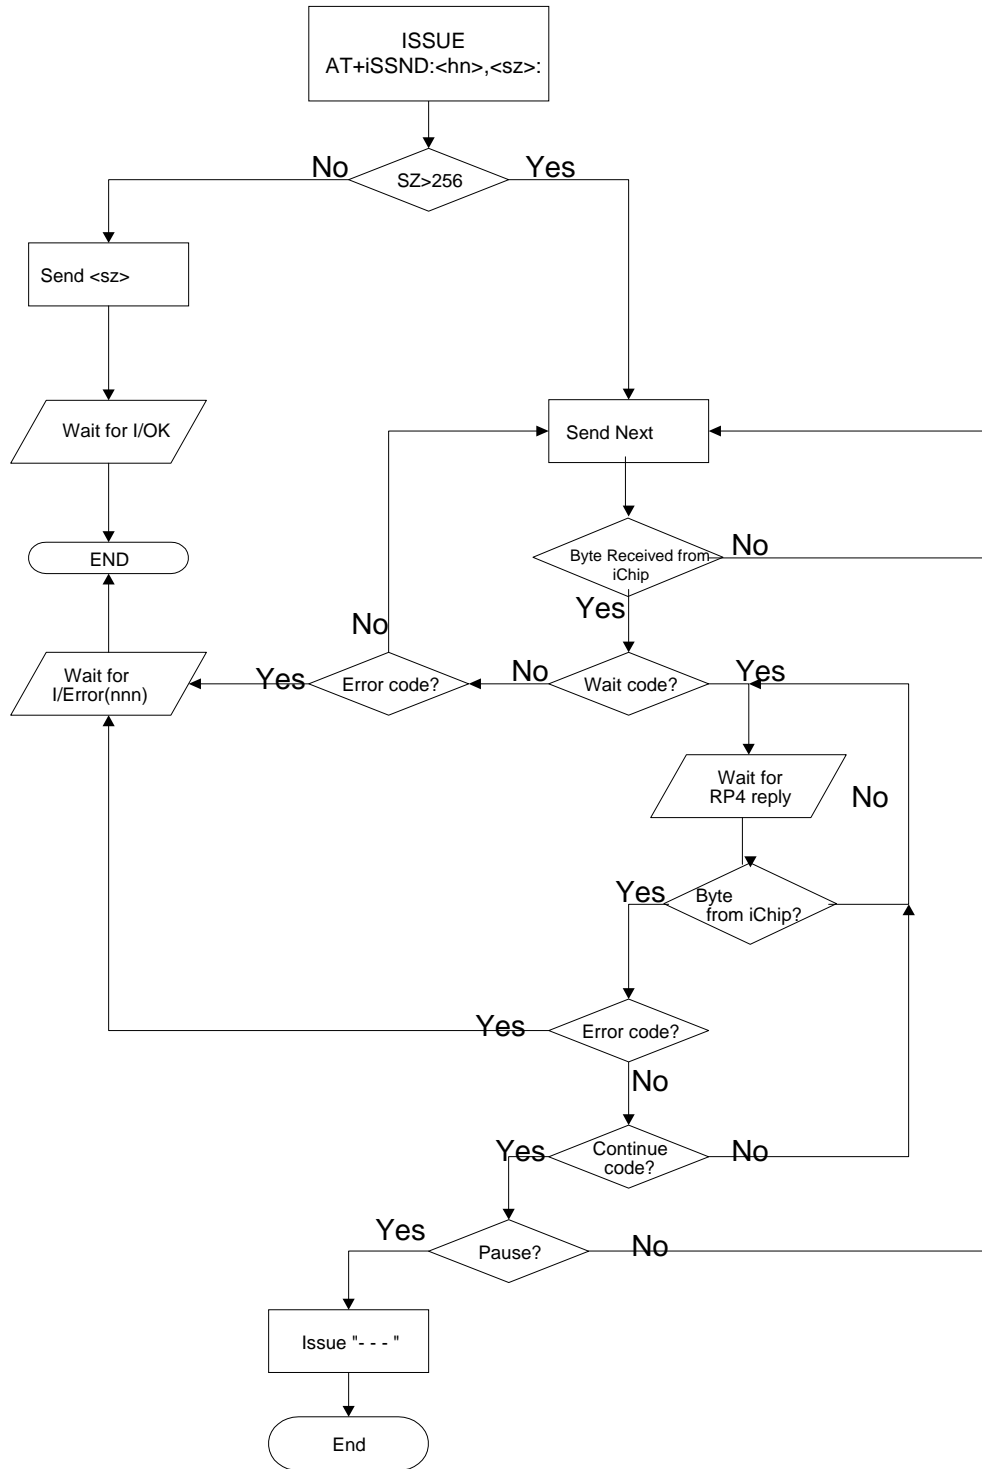 ISSUE
AT+iSSND:<hn>,<sz>:
No
Yes
SZ>256
Send <sz>
Wait for I/OK
Send Next
END
Byte Received from
iChip
No
Yes
No
Wait for
I/Error(nnn)
Yes
Error code?
No
Wait code?
Yes
Wait for
RP4 reply
No
Yes
Byte
from iChip?
Yes
Error code?
No
Yes
Continue
code?
No
Yes
Pause?
No
Issue "- - - "
End